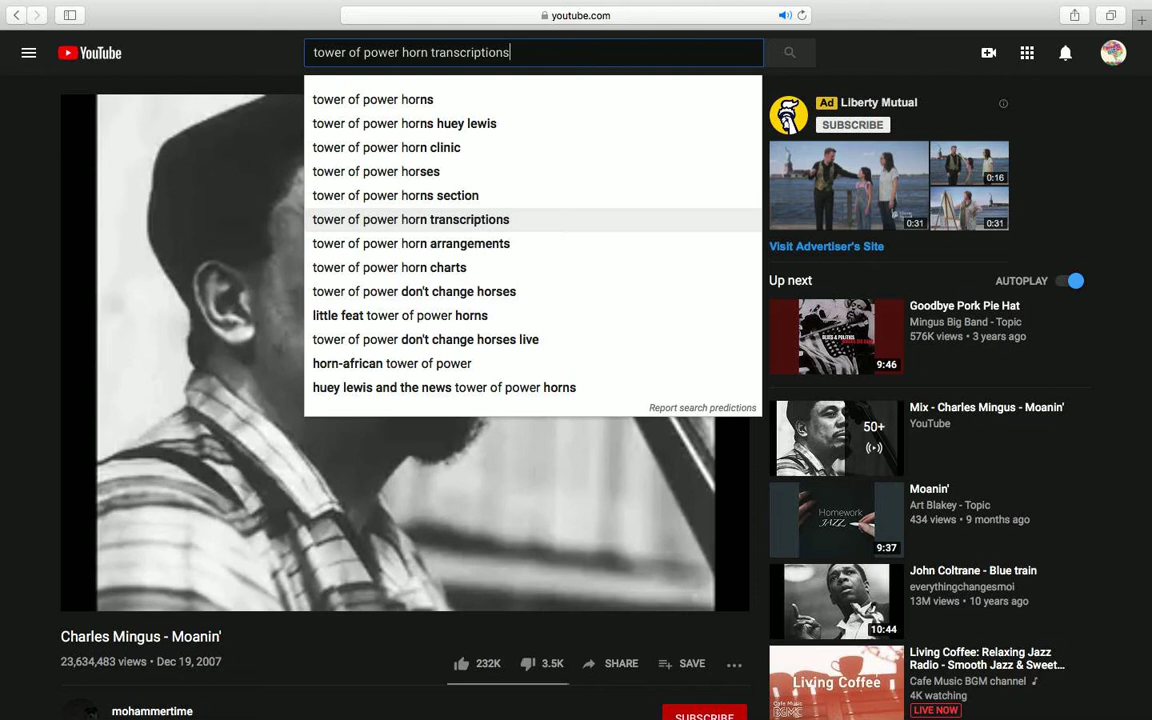 youtube.com
YouTube
tower of power horn transcriptions
tower of power horns
tower of power horns huey lewis
tower of power horn clinic
tower of power horses
tower of power horns section
tower of power horn transcriptions
tower of power horn arrangements
tower of power horn charts
tower of power don't change horses
little feat tower of power horns
tower of power don't change horses live
horn-african tower of power
huey lewis and the news tower of power horns
Report search predictions
Charles Mingus - Moanin'
23,634,483 views • Dec 19, 2007
232K
3.5K
SHARE
SAVE
mohammertime
SUBSCRIBE
Ad Liberty Mutual
SUBSCRIBE
0:16
0:31
0:31
Visit Advertiser's Site
Up next
AUTOPLAY
Goodbye Pork Pie Hat
Mingus Big Band - Topic
576K views • 3 years ago
9:46
Mix - Charles Mingus - Moanin'
YouTube
50+
Moanin'
Art Blakey - Topic
434 views • 9 months ago
Homework
JAZZ
9:37
John Coltrane - Blue train
everythingchangesmoi
13M views • 10 years ago
10:44
Living Coffee: Relaxing Jazz
Radio - Smooth Jazz & Sweet...
Cafe Music BGM channel
4K watching
LIVE NOW
Living Coffee